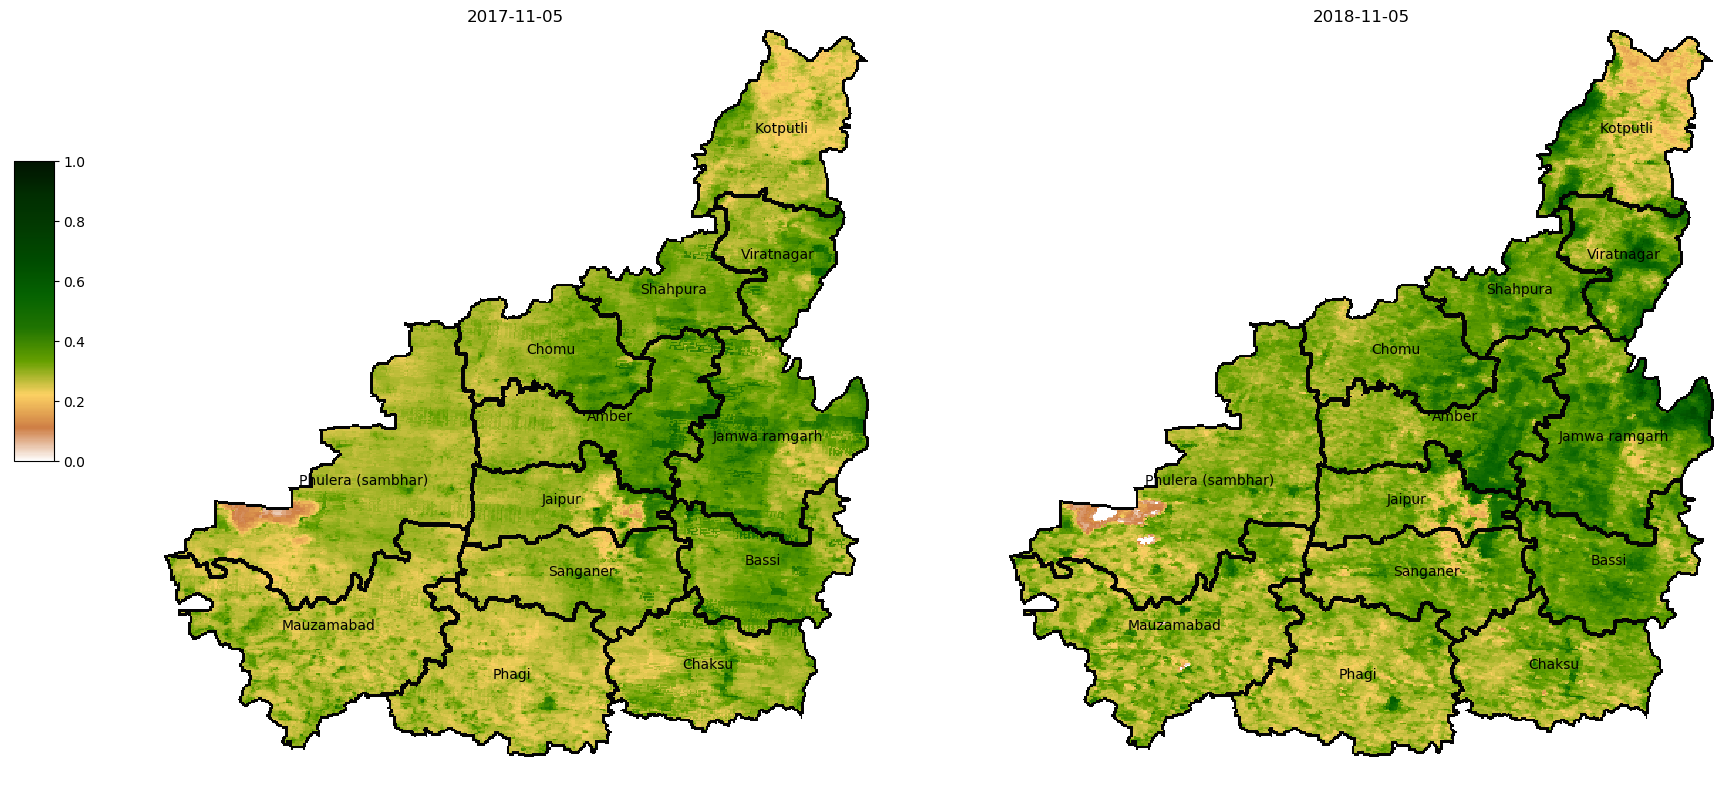 2017-11-05
2018-11-05
1.0
0.8
0.6
0.4
0.2
0.0
Kotputli
Viratnagar
Shahpura
Chomu
Amber
Jamwa ramgarh
Phulera (sambhar)
Jaipur
Bassi
Sanganer
Mauzamabad
Chaksu
Phagi
Kotputli
Viratnagar
Shahpura
Chomu
Amber
Jamwa ramgarh
Phulera (sambhar)
Jaipur
Bassi
Sanganer
Mauzamabad
Chaksu
Phagi